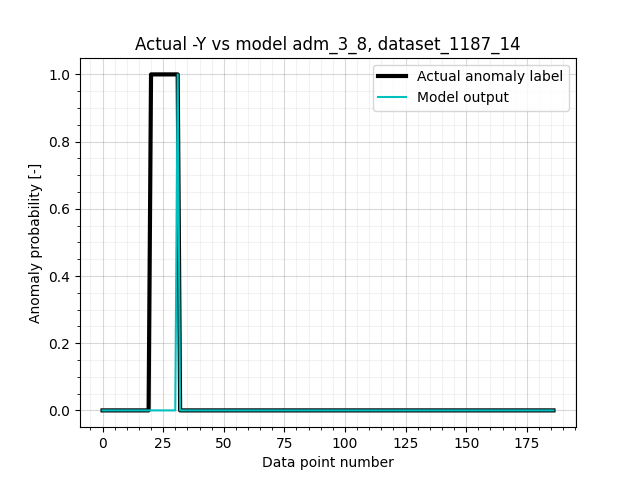 Actual -Y vs model adm_3_8, dataset_1187_14
Actual anomaly label
Model output
Anomaly probability [-]
1.0
0.8
0.6
0.4
0.2
0.0
0 25 50 75 100 125 150 175
Data point number